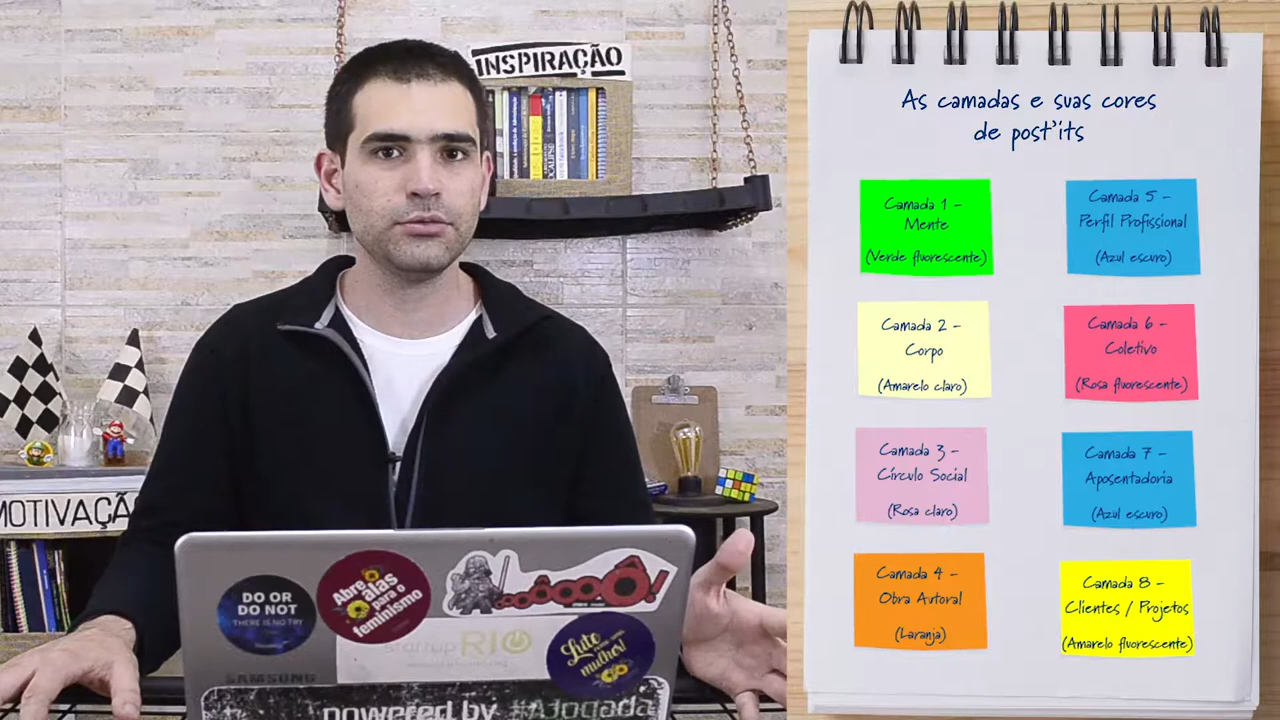 INSPIRAÇÃO
MOTIVAÇÃ
DO OR
DO NOT
THERE IS NO TRY
Abre
alas
para o
feminismo
startup RIO
Luto
como
mulher!
SAMSUNG
powered by #AJogada
As camadas e suas cores
de post'its
Camada 1 -
Mente
(Verde fluorescente)
Camada 2 -
Corpo
(Amarelo claro)
Camada 3 -
Círculo Social
(Rosa claro)
Camada 4 -
Obra Autoral
(Laranja)
Camada 5 -
Perfil Profissional
(Azul escuro)
Camada 6 -
Coletivo
(Rosa fluorescente)
Camada 7 -
Aposentadoria
(Azul escuro)
Camada 8 -
Clientes / Projetos
(Amarelo fluorescente)